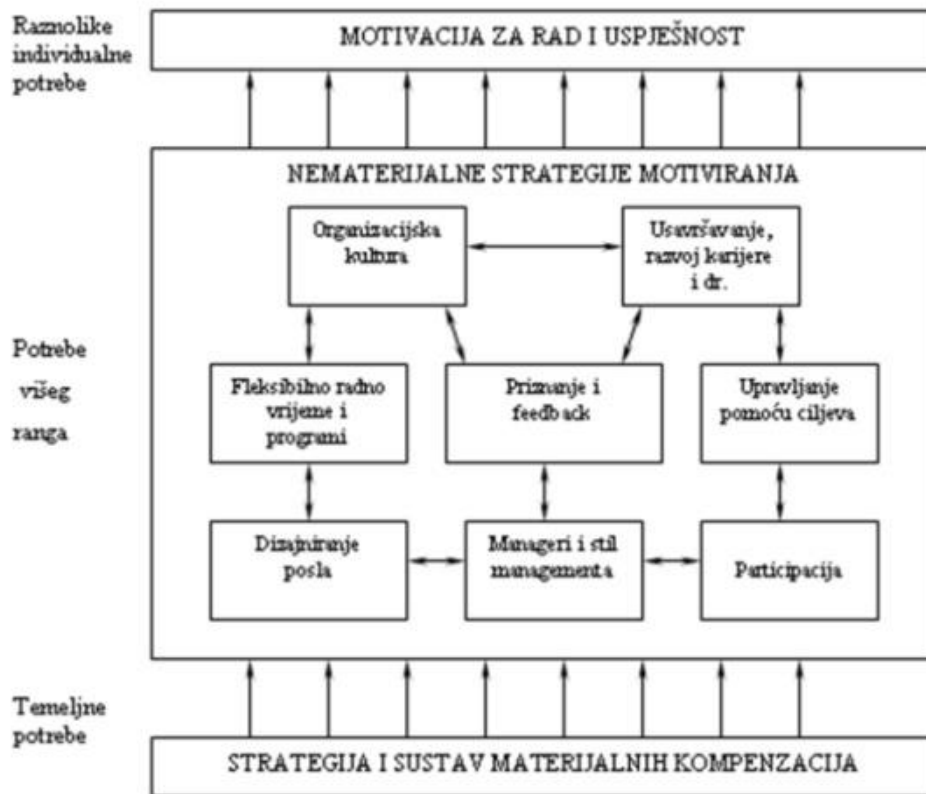 Raznolike
individualne
potrebe
MOTIVACIJA ZA RAD I USPJEŠNOST
NEMATERIJALNE STRATEGIJE MOTIVIRANJA
Organizacijska
kultura
Usavršavanje,
razvoj karijere
i dr.
Potrebe
višeg
ranga
Fleksibilno radno
vrijeme i
programi
Priznanje i
feedback
Upravljanje
pomoću ciljeva
Dizajniranje
posla
Manageri i stil
managementa
Participacija
Temeljne
potrebe
STRATEGIJA I SUSTAV MATERIJALNIH KOMPENZACIJA